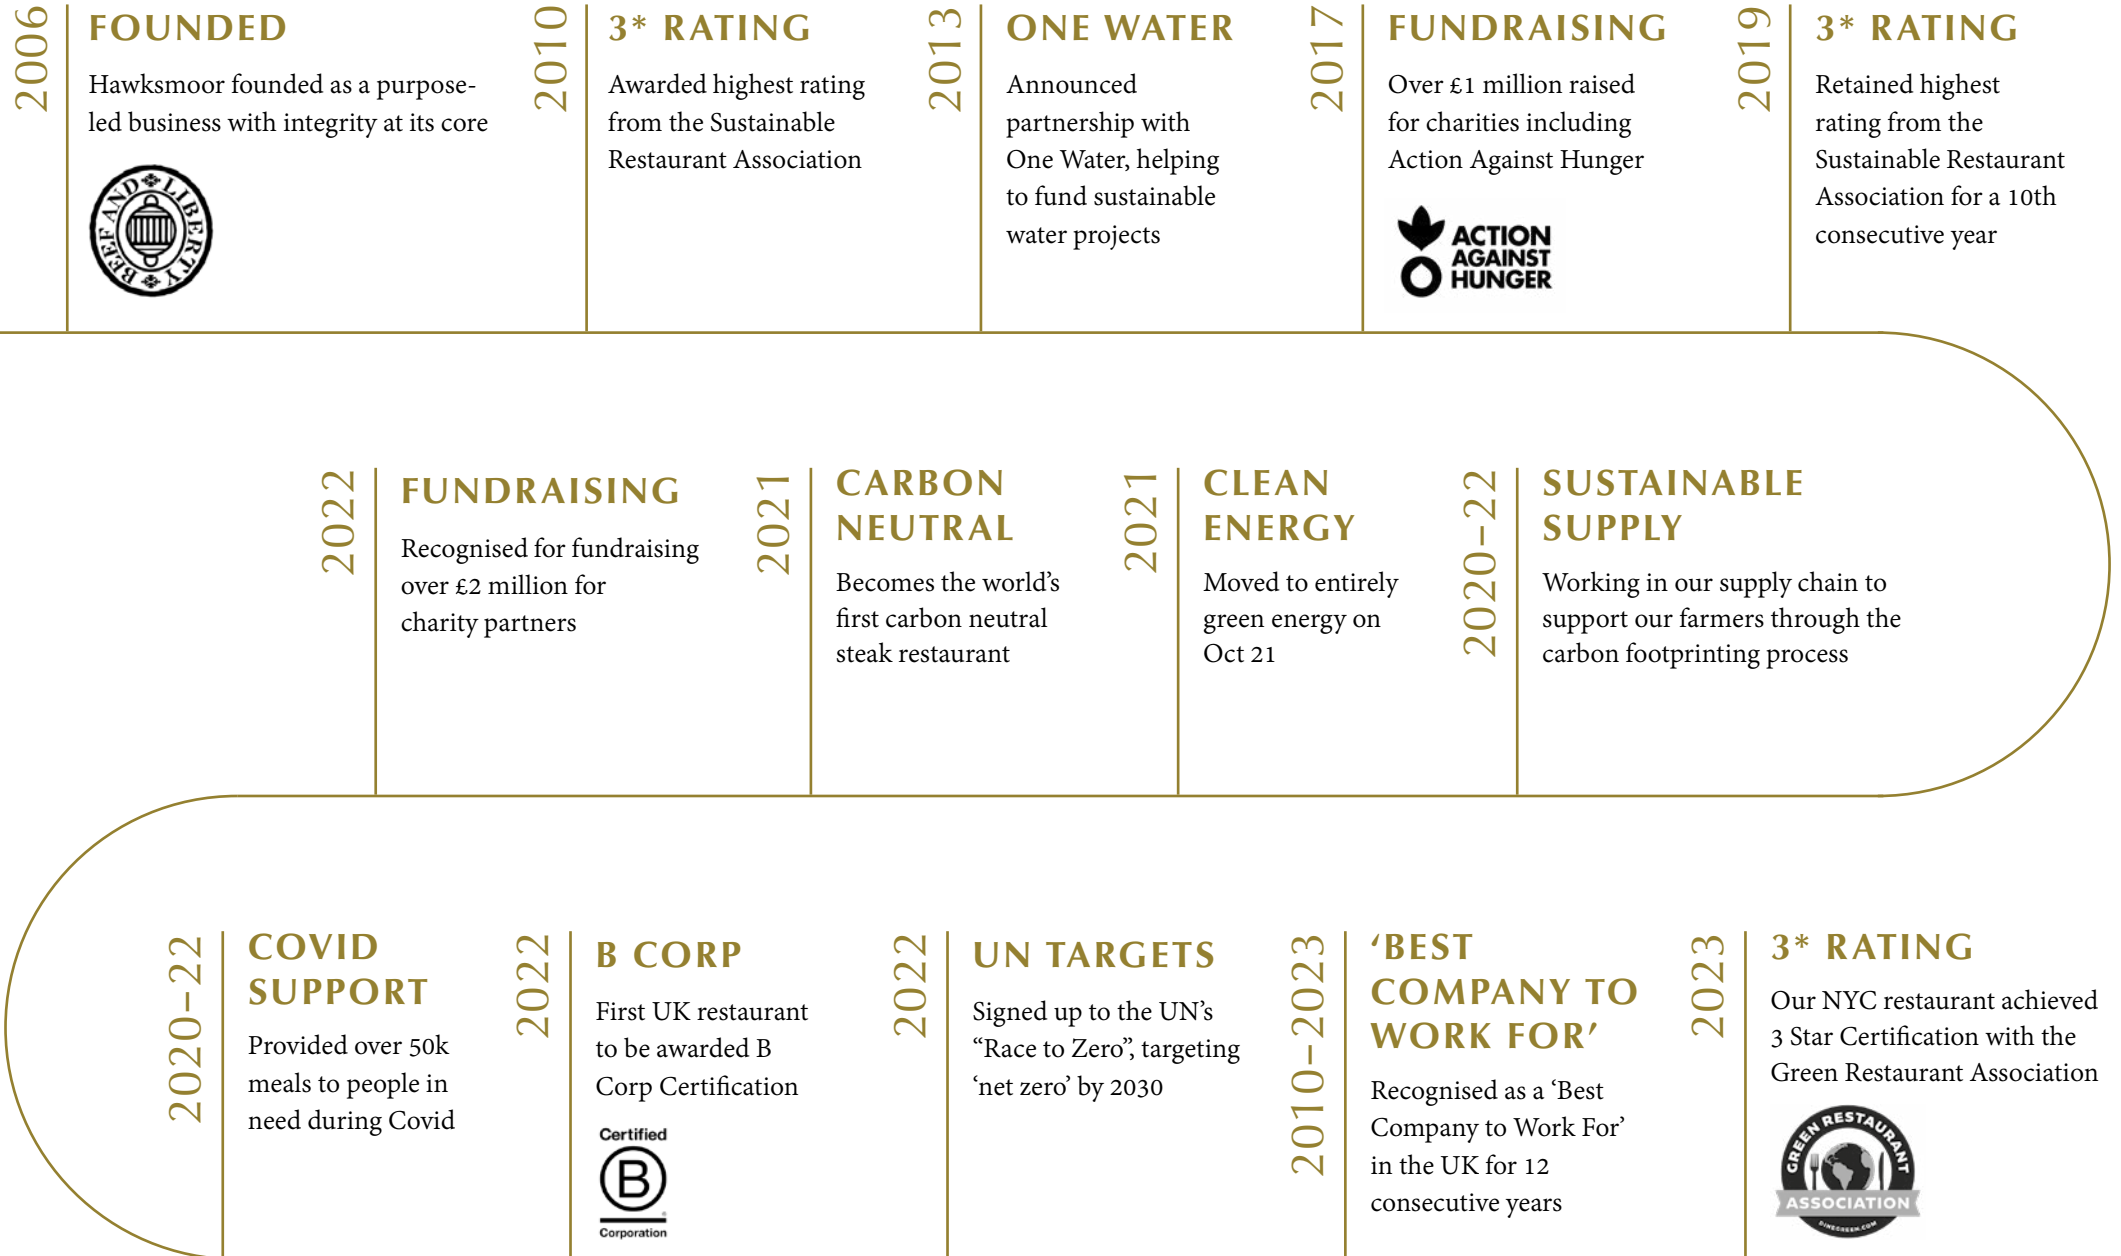 2006
FOUNDED
Hawksmoor founded as a purpose-
led business with integrity at its core
BEEF AND LIBERTY
2010
3* RATING
Awarded highest rating
from the Sustainable
Restaurant Association
2013
ONE WATER
Announced
partnership with
One Water, helping
to fund sustainable
water projects
2017
FUNDRAISING
Over £1 million raised
for charities including
Action Against Hunger
ACTION
AGAINST
HUNGER
2019
3* RATING
Retained highest
rating from the
Sustainable Restaurant
Association for a 10th
consecutive year
2022
FUNDRAISING
Recognised for fundraising
over £2 million for
charity partners
2021
CARBON
NEUTRAL
Becomes the world’s
first carbon neutral
steak restaurant
2021
CLEAN
ENERGY
Moved to entirely
green energy on
Oct 21
2020–22
SUSTAINABLE
SUPPLY
Working in our supply chain to
support our farmers through the
carbon footprinting process
2020–22
COVID
SUPPORT
Provided over 50k
meals to people in
need during Covid
2022
B CORP
First UK restaurant
to be awarded B
Corp Certification
Certified
B
Corporation
2022
UN TARGETS
Signed up to the UN’s
“Race to Zero”, targeting
‘net zero’ by 2030
2010–2023
‘BEST
COMPANY TO
WORK FOR’
Recognised as a ‘Best
Company to Work For’
in the UK for 12
consecutive years
2023
3* RATING
Our NYC restaurant achieved
3 Star Certification with the
Green Restaurant Association
GREEN RESTAURANT
ASSOCIATION
DINEGREEN.COM